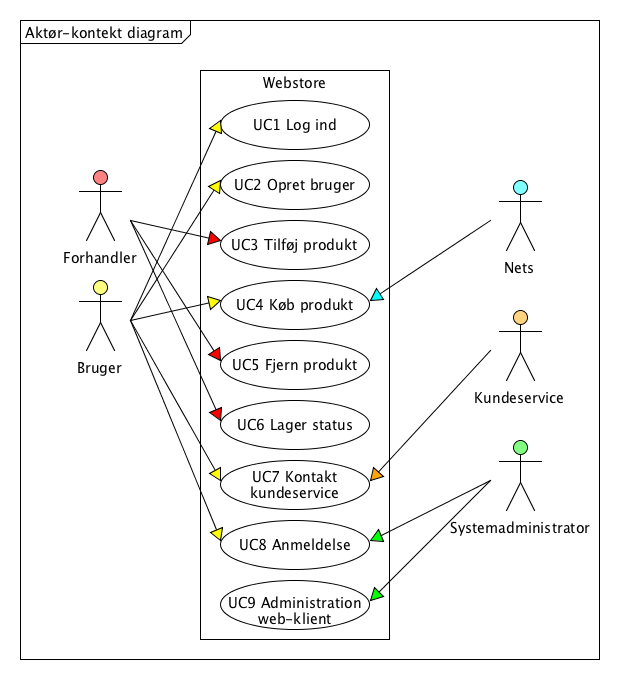 Aktør-kontekt diagram
Webstore
UC1 Log ind
UC2 Opret bruger
UC3 Tilføj produkt
UC4 Køb produkt
UC5 Fjern produkt
UC6 Lager status
UC7 Kontakt
kundeservice
UC8 Anmeldelse
UC9 Administration
web-klient
Forhandler
Bruger
Nets
Kundeservice
Systemadministrator